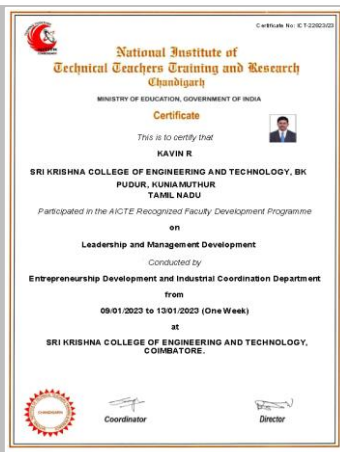 Certificate No: ICT-22823/23
National Institute of
Technical Teachers Training and Research
Chandigarh
MINISTRY OF EDUCATION, GOVERNMENT OF INDIA
Certificate
This is to certify that
KAVIN R
SRI KRISHNA COLLEGE OF ENGINEERING AND TECHNOLOGY, BK
PUDUR, KUNIAMUTHUR
TAMIL NADU
Participated in the AICTE Recognized Faculty Development Programme
on
Leadership and Management Development
Conducted by
Entrepreneurship Development and Industrial Coordination Department
from
09/01/2023 to 13/01/2023 (One Week)
at
SRI KRISHNA COLLEGE OF ENGINEERING AND TECHNOLOGY,
COIMBATORE.
CHANDIGARH
Coordinator
Director